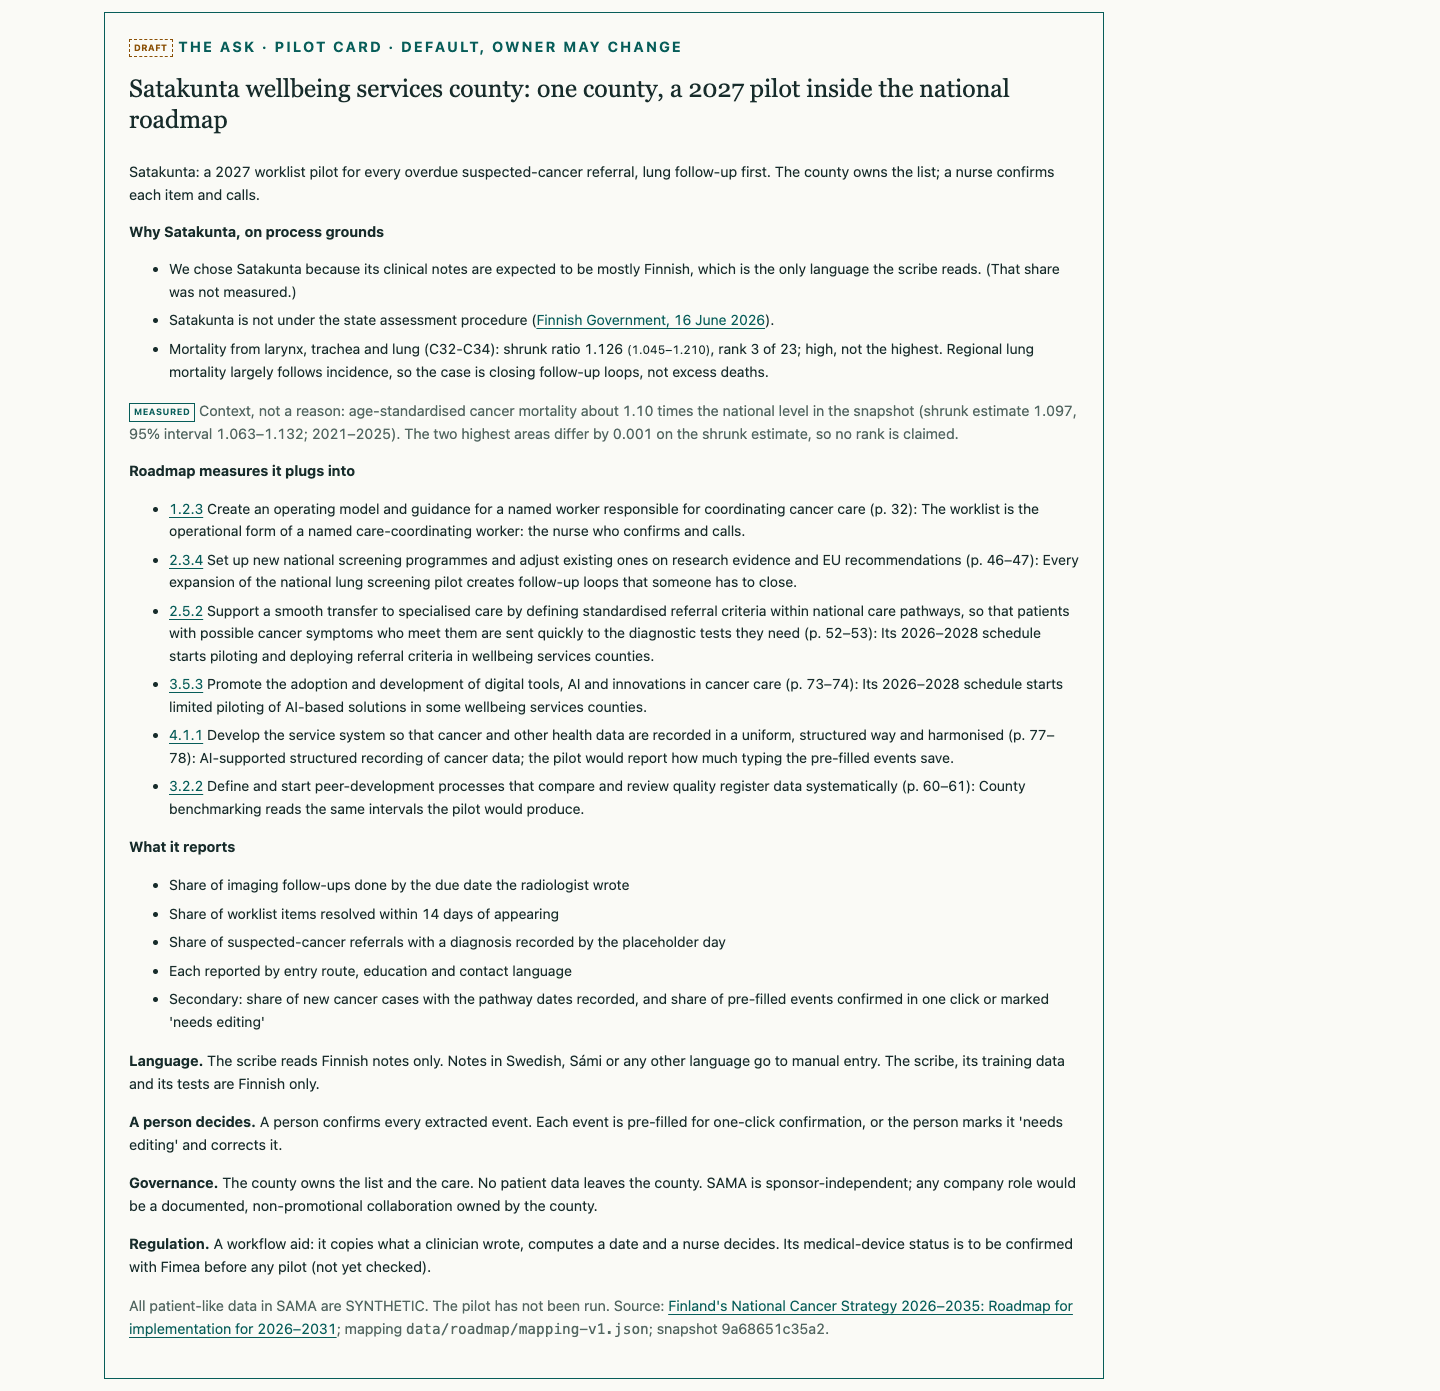 DRAFT THE ASK · PILOT CARD · DEFAULT, OWNER MAY CHANGE
Satakunta wellbeing services county: one county, a 2027 pilot inside the national
roadmap
Satakunta: a 2027 worklist pilot for every overdue suspected-cancer referral, lung follow-up first. The county owns the list; a nurse confirms
each item and calls.
Why Satakunta, on process grounds
• We chose Satakunta because its clinical notes are expected to be mostly Finnish, which is the only language the scribe reads. (That share
was not measured.)
• Satakunta is not under the state assessment procedure (Finnish Government, 16 June 2026).
• Mortality from larynx, trachea and lung (C32-C34): shrunk ratio 1.126 (1.045–1.210), rank 3 of 23; high, not the highest. Regional lung
mortality largely follows incidence, so the case is closing follow-up loops, not excess deaths.
MEASURED Context, not a reason: age-standardised cancer mortality about 1.10 times the national level in the snapshot (shrunk estimate 1.097,
95% interval 1.063–1.132; 2021–2025). The two highest areas differ by 0.001 on the shrunk estimate, so no rank is claimed.
Roadmap measures it plugs into
• 1.2.3 Create an operating model and guidance for a named worker responsible for coordinating cancer care (p. 32): The worklist is the
operational form of a named care-coordinating worker: the nurse who confirms and calls.
• 2.3.4 Set up new national screening programmes and adjust existing ones on research evidence and EU recommendations (p. 46–47): Every
expansion of the national lung screening pilot creates follow-up loops that someone has to close.
• 2.5.2 Support a smooth transfer to specialised care by defining standardised referral criteria within national care pathways, so that patients
with possible cancer symptoms who meet them are sent quickly to the diagnostic tests they need (p. 52–53): Its 2026–2028 schedule
starts piloting and deploying referral criteria in wellbeing services counties.
• 3.5.3 Promote the adoption and development of digital tools, AI and innovations in cancer care (p. 73–74): Its 2026–2028 schedule starts
limited piloting of AI-based solutions in some wellbeing services counties.
• 4.1.1 Develop the service system so that cancer and other health data are recorded in a uniform, structured way and harmonised (p. 77–
78): AI-supported structured recording of cancer data; the pilot would report how much typing the pre-filled events save.
• 3.2.2 Define and start peer-development processes that compare and review quality register data systematically (p. 60–61): County
benchmarking reads the same intervals the pilot would produce.
What it reports
• Share of imaging follow-ups done by the due date the radiologist wrote
• Share of worklist items resolved within 14 days of appearing
• Share of suspected-cancer referrals with a diagnosis recorded by the placeholder day
• Each reported by entry route, education and contact language
• Secondary: share of new cancer cases with the pathway dates recorded, and share of pre-filled events confirmed in one click or marked
'needs editing'
Language. The scribe reads Finnish notes only. Notes in Swedish, Sámi or any other language go to manual entry. The scribe, its training data
and its tests are Finnish only.
A person decides. A person confirms every extracted event. Each event is pre-filled for one-click confirmation, or the person marks it 'needs
editing' and corrects it.
Governance. The county owns the list and the care. No patient data leaves the county. SAMA is sponsor-independent; any company role would
be a documented, non-promotional collaboration owned by the county.
Regulation. A workflow aid: it copies what a clinician wrote, computes a date and a nurse decides. Its medical-device status is to be confirmed
with Fimea before any pilot (not yet checked).
All patient-like data in SAMA are SYNTHETIC. The pilot has not been run. Source: Finland's National Cancer Strategy 2026–2035: Roadmap for
implementation for 2026–2031; mapping data/roadmap/mapping-v1.json; snapshot 9a68651c35a2.